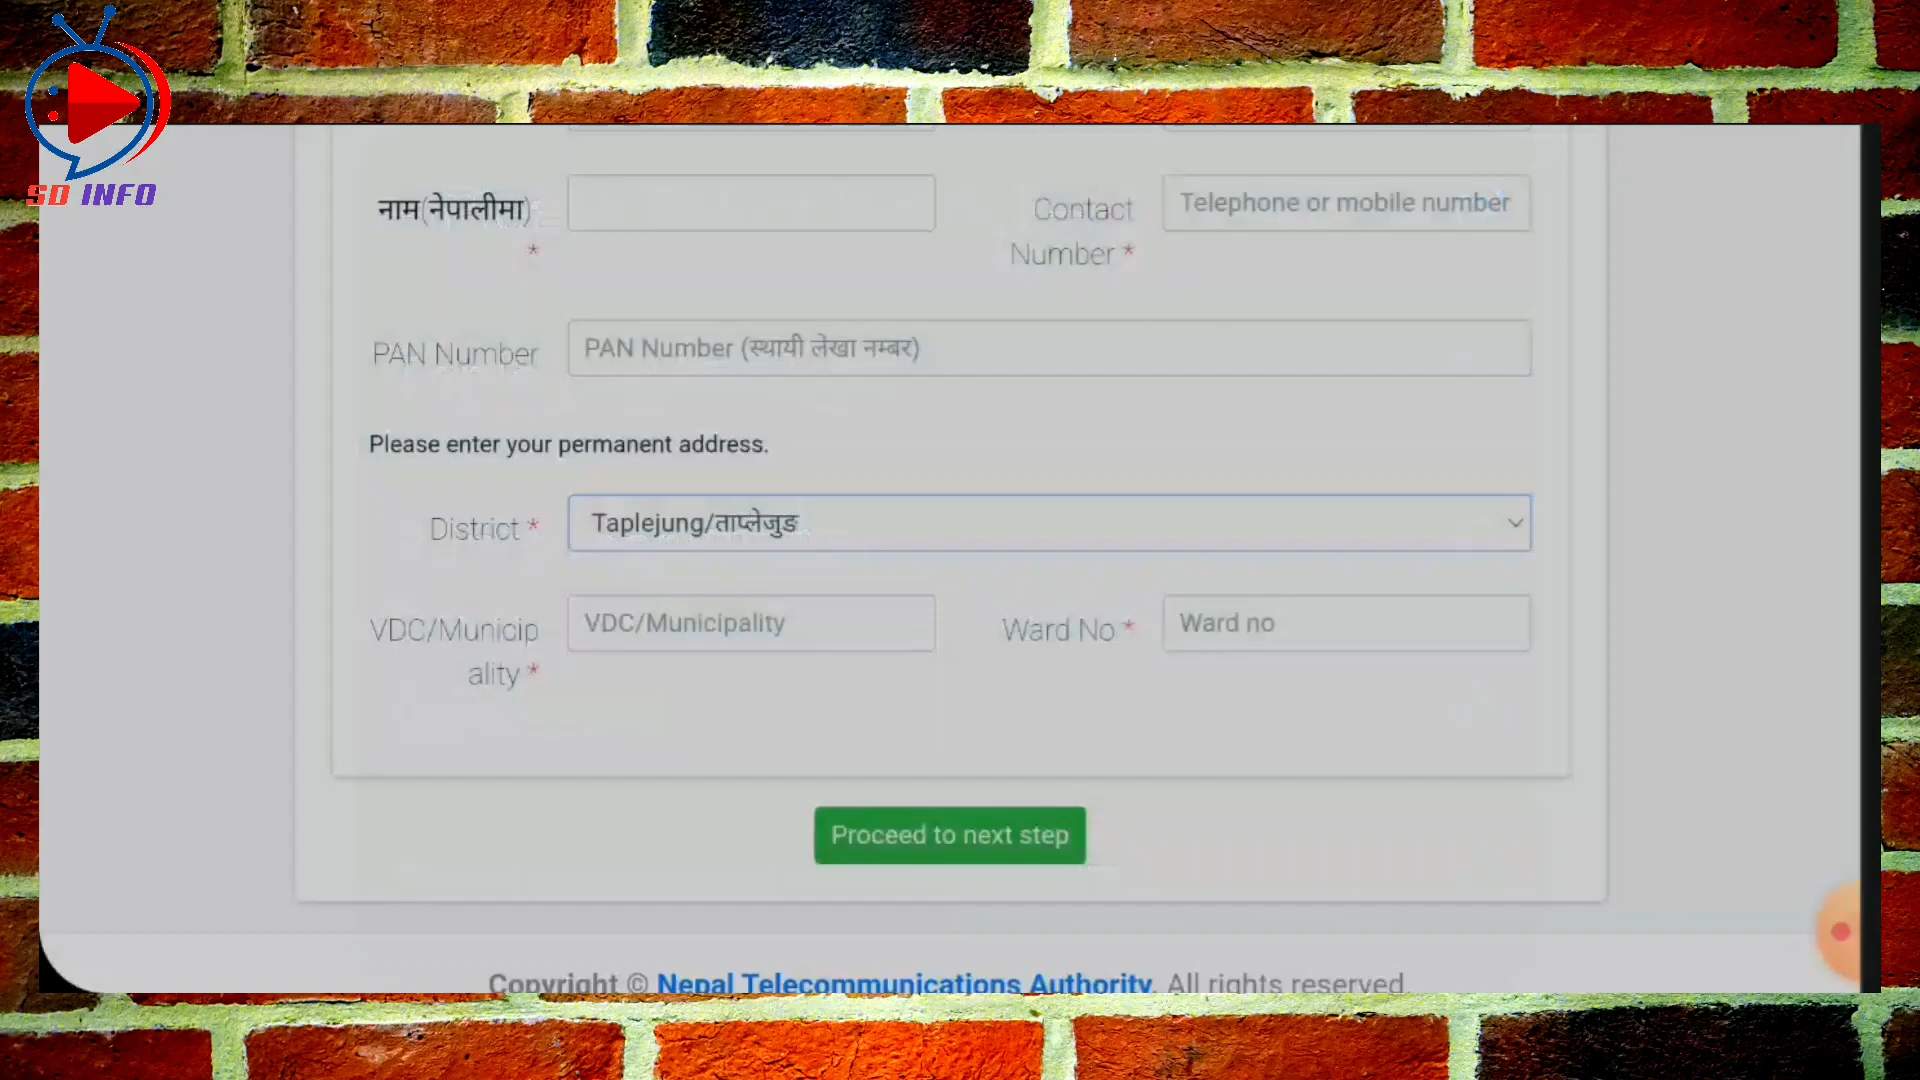 SD INFO
नाम(नेपालीमा)
*
Contact
Number *
Telephone or mobile number
PAN Number
PAN Number (स्थायी लेखा नम्बर)
Please enter your permanent address.
District *
Taplejung/ताप्लेजुङ
VDC/Municip
ality *
VDC/Municipality
Ward No *
Ward no
Proceed to next step
Copyright © Nepal Telecommunications Authority. All rights reserved.